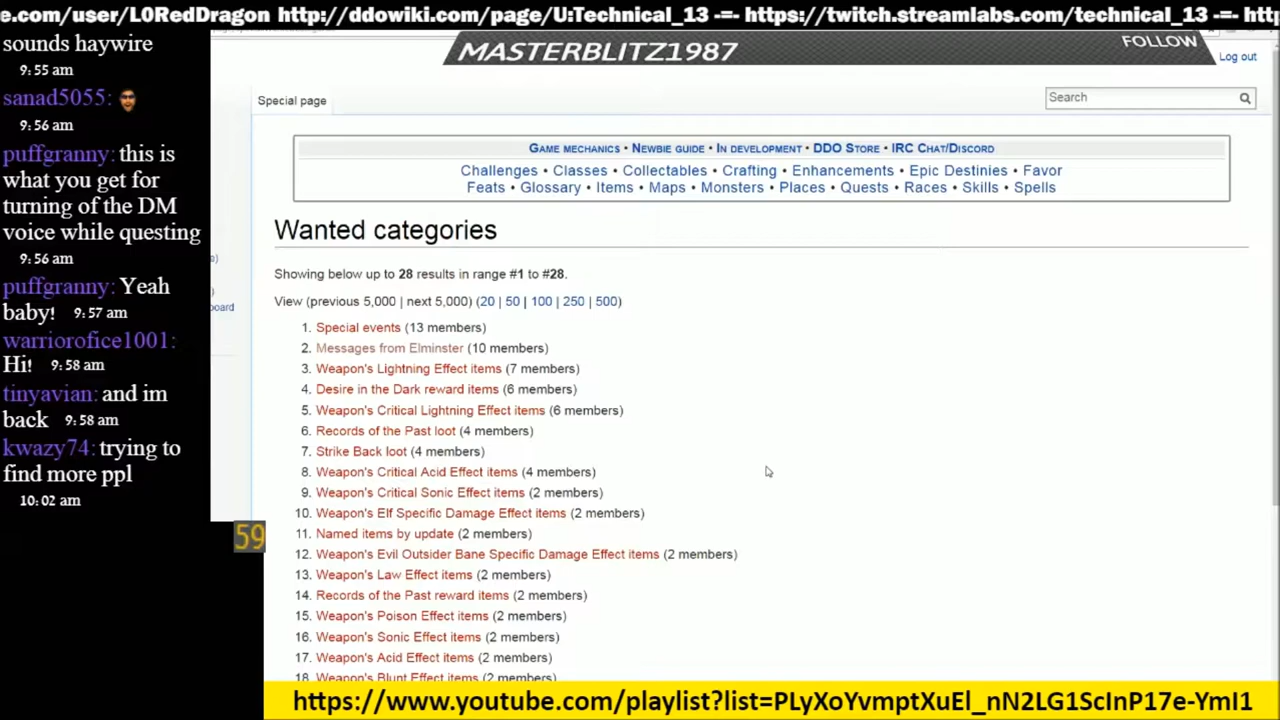 e.com/user/L0RedDragon http://ddowiki.com/page/U:Technical_13 -=- https://twitch.streamlabs.com/technical_13 -=- http
sounds haywire
9:55 am
sanad5055:
9:56 am
puffgranny: this is
what you get for
turning of the DM
voice while questing
9:56 am
puffgranny: Yeah
baby! 9:57 am
warriorofice1001:
Hi! 9:58 am
tinyavian: and im
back 9:58 am
kwazy74: trying to
find more ppl
10:02 am
MASTERBLITZ1987
FOLLOW
Log out
Special page
Search
GAME MECHANICS • NEWBIE GUIDE • IN DEVELOPMENT • DDO STORE • IRC CHAT/DISCORD
Challenges • Classes • Collectables • Crafting • Enhancements • Epic Destinies • Favor
Feats • Glossary • Items • Maps • Monsters • Places • Quests • Races • Skills • Spells
Wanted categories
Showing below up to 28 results in range #1 to #28.
View (previous 5,000 | next 5,000) (20 | 50 | 100 | 250 | 500)
oard
1. Special events (13 members)
2. Messages from Elminster (10 members)
3. Weapon's Lightning Effect items (7 members)
4. Desire in the Dark reward items (6 members)
5. Weapon's Critical Lightning Effect items (6 members)
6. Records of the Past loot (4 members)
7. Strike Back loot (4 members)
8. Weapon's Critical Acid Effect items (4 members)
9. Weapon's Critical Sonic Effect items (2 members)
10. Weapon's Elf Specific Damage Effect items (2 members)
11. Named items by update (2 members)
12. Weapon's Evil Outsider Bane Specific Damage Effect items (2 members)
13. Weapon's Law Effect items (2 members)
14. Records of the Past reward items (2 members)
15. Weapon's Poison Effect items (2 members)
16. Weapon's Sonic Effect items (2 members)
17. Weapon's Acid Effect items (2 members)
18. Weapon's Blunt Effect items (2 members)
59
https://www.youtube.com/playlist?list=PLyXoYvmptXuEl_nN2LG1ScInP17e-YmI1